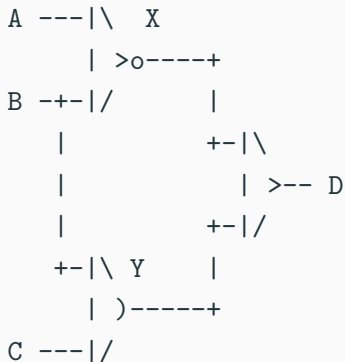 A ---|\  X
     | >o----+
B -+-|/      |
   |         +-|\
   |           | >-- D
   |         +-|/
   +-|\ Y    |
     | )-----+
C ---|/